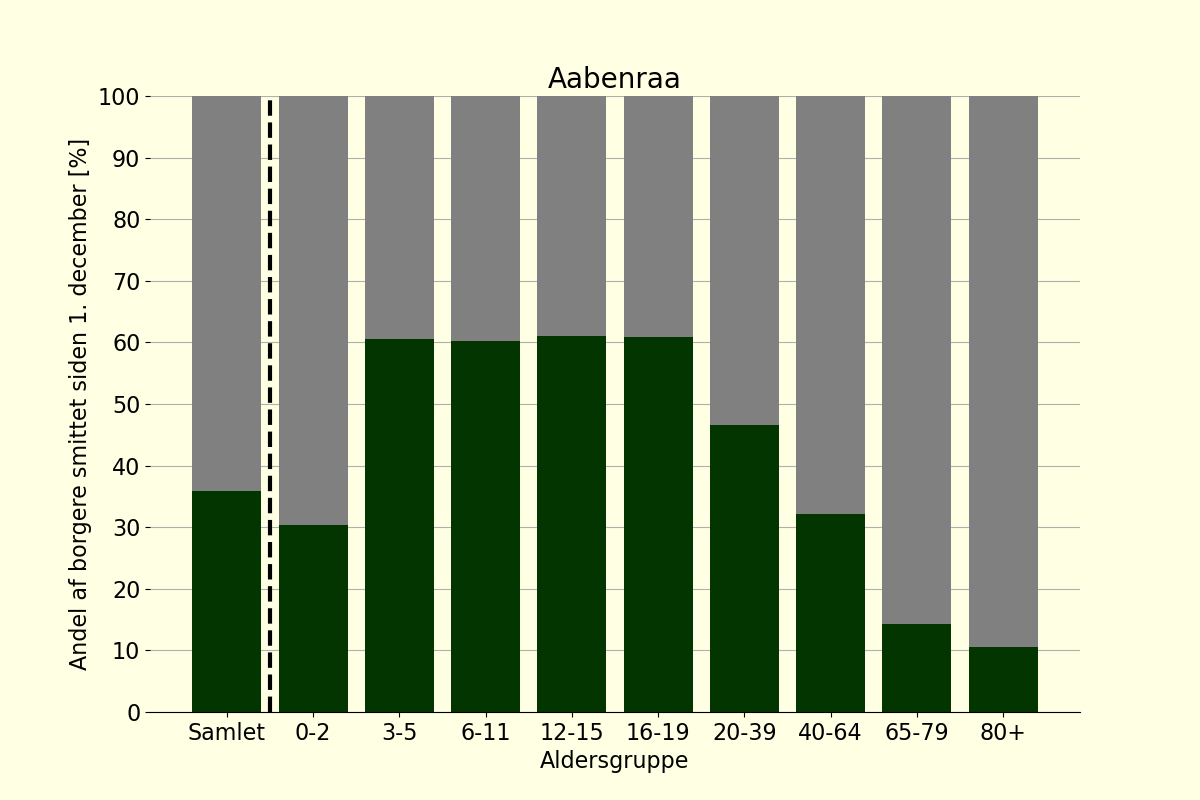 Aabenraa
Andel af borgere smittet siden 1. december [%]
100
90
80
70
60
50
40
30
20
10
0
Samlet 0-2 3-5 6-11 12-15 16-19 20-39 40-64 65-79 80+
Aldersgruppe